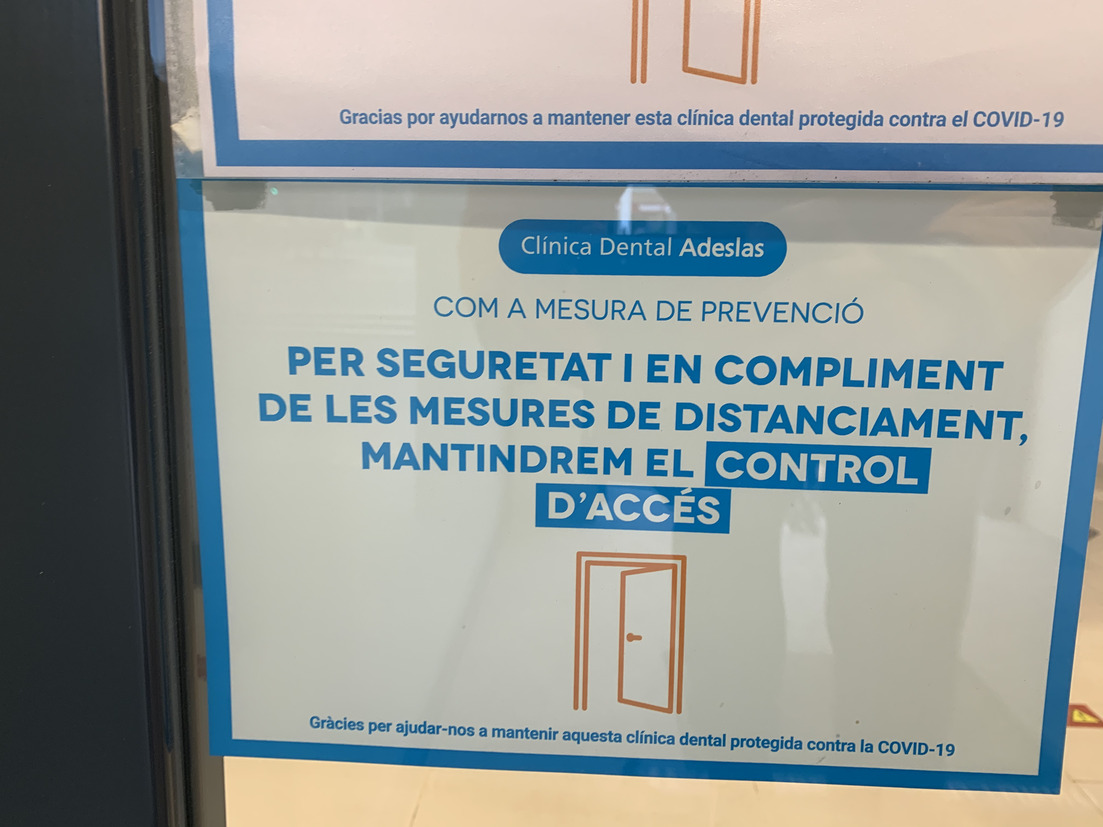 Gracias por ayudarnos a mantener esta clínica dental protegida contra el COVID-19
Clínica Dental Adeslas
COM A MESURA DE PREVENCIÓ
PER SEGURETAT I EN COMPLIMENT
DE LES MESURES DE DISTANCIAMENT,
MANTINDREM EL CONTROL
D'ACCÉS
Gràcies per ajudar-nos a mantenir aquesta clínica dental protegida contra la COVID-19